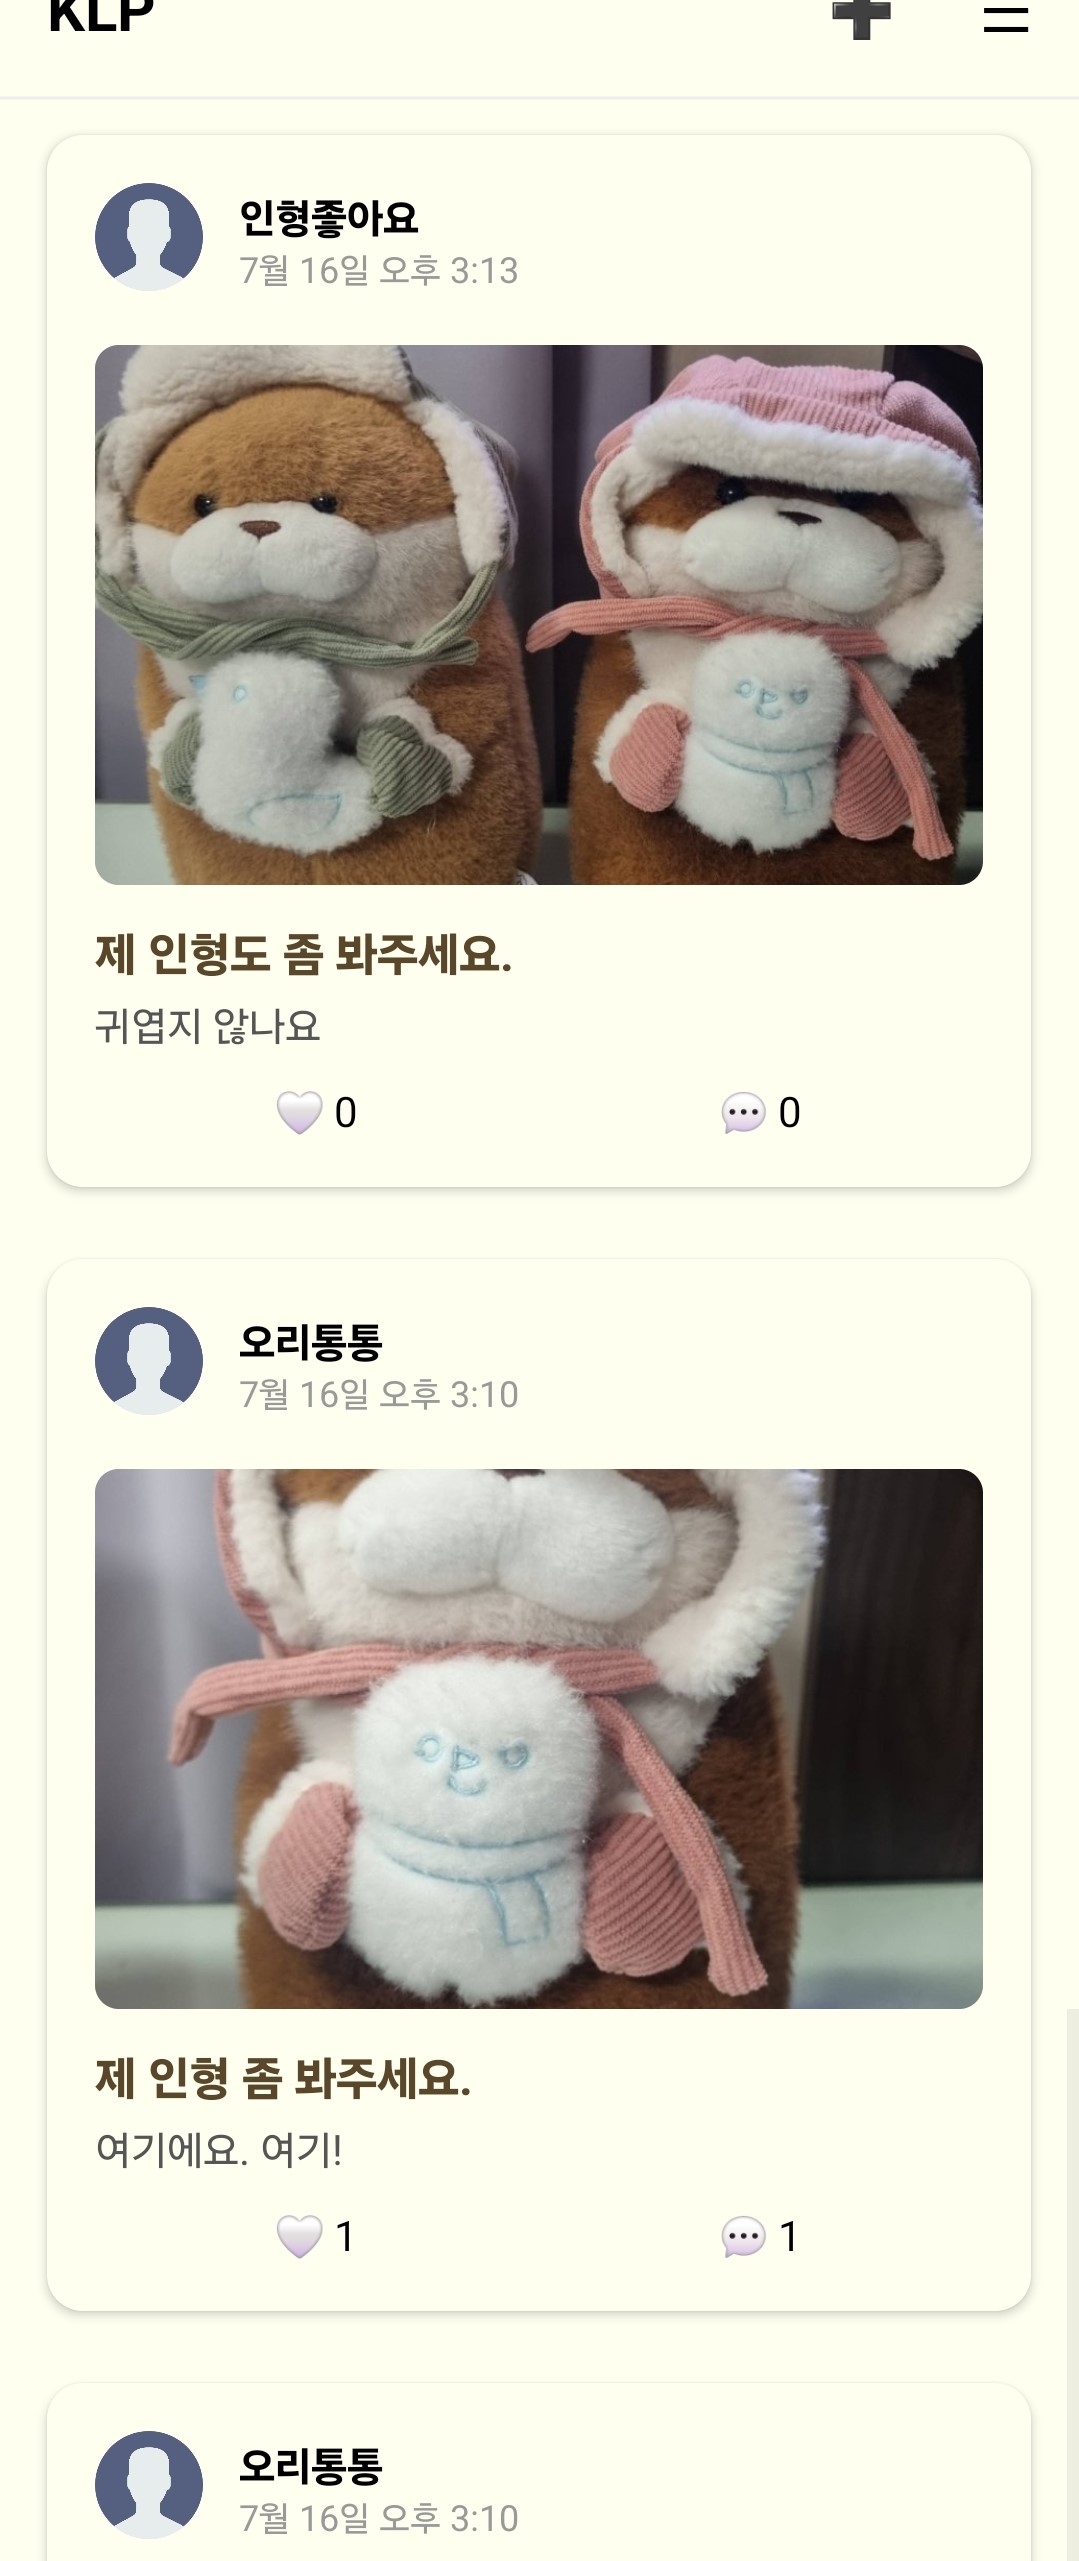 KLP
인형좋아요
7월 16일 오후 3:13
제 인형도 좀 봐주세요.
귀엽지 않나요
0
0
오리통통
7월 16일 오후 3:10
제 인형 좀 봐주세요.
여기에요. 여기!
1
1
오리통통
7월 16일 오후 3:10